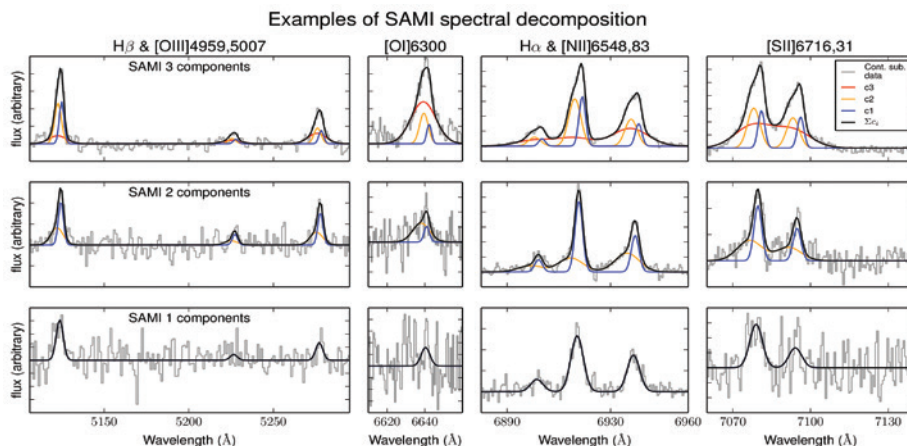 Examples of SAMI spectral decomposition
Hβ & [OIII]4959,5007
[OI]6300
Hα & [NII]6548,83
[SII]6716,31
SAMI 3 components
flux (arbitrary)
Cont. sub. data
c3
c2
c1
Σc_i
SAMI 2 components
flux (arbitrary)
SAMI 1 components
flux (arbitrary)
5150 5200 5250
6620 6640
6890 6930 6960
7070 7100 7130
Wavelength (Å)
Wavelength (Å)
Wavelength (Å)
Wavelength (Å)